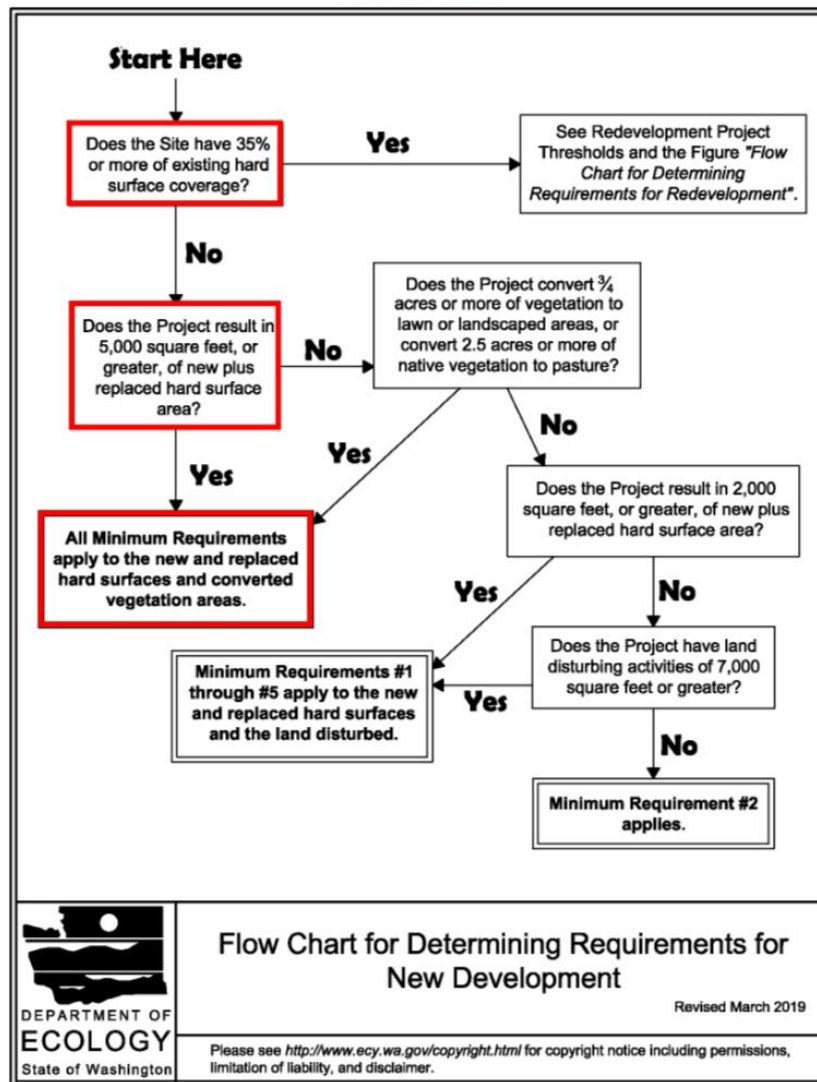 Start Here
Does the Site have 35%
or more of existing hard
surface coverage?
Yes
See Redevelopment Project
Thresholds and the Figure "Flow
Chart for Determining
Requirements for Redevelopment".
No
Does the Project result in
5,000 square feet, or
greater, of new plus
replaced hard surface
area?
No
Does the Project convert ¾
acres or more of vegetation to
lawn or landscaped areas, or
convert 2.5 acres or more of
native vegetation to pasture?
Yes
Yes
No
All Minimum Requirements
apply to the new and replaced
hard surfaces and converted
vegetation areas.
Does the Project result in 2,000
square feet, or greater, of new plus
replaced hard surface area?
Yes
No
Minimum Requirements #1
through #5 apply to the new
and replaced hard surfaces
and the land disturbed.
Yes
Does the Project have land
disturbing activities of 7,000
square feet or greater?
No
Minimum Requirement #2
applies.
DEPARTMENT OF
ECOLOGY
State of Washington
Flow Chart for Determining Requirements for
New Development
Revised March 2019
Please see http://www.ecy.wa.gov/copyright.html for copyright notice including permissions,
limitation of liability, and disclaimer.